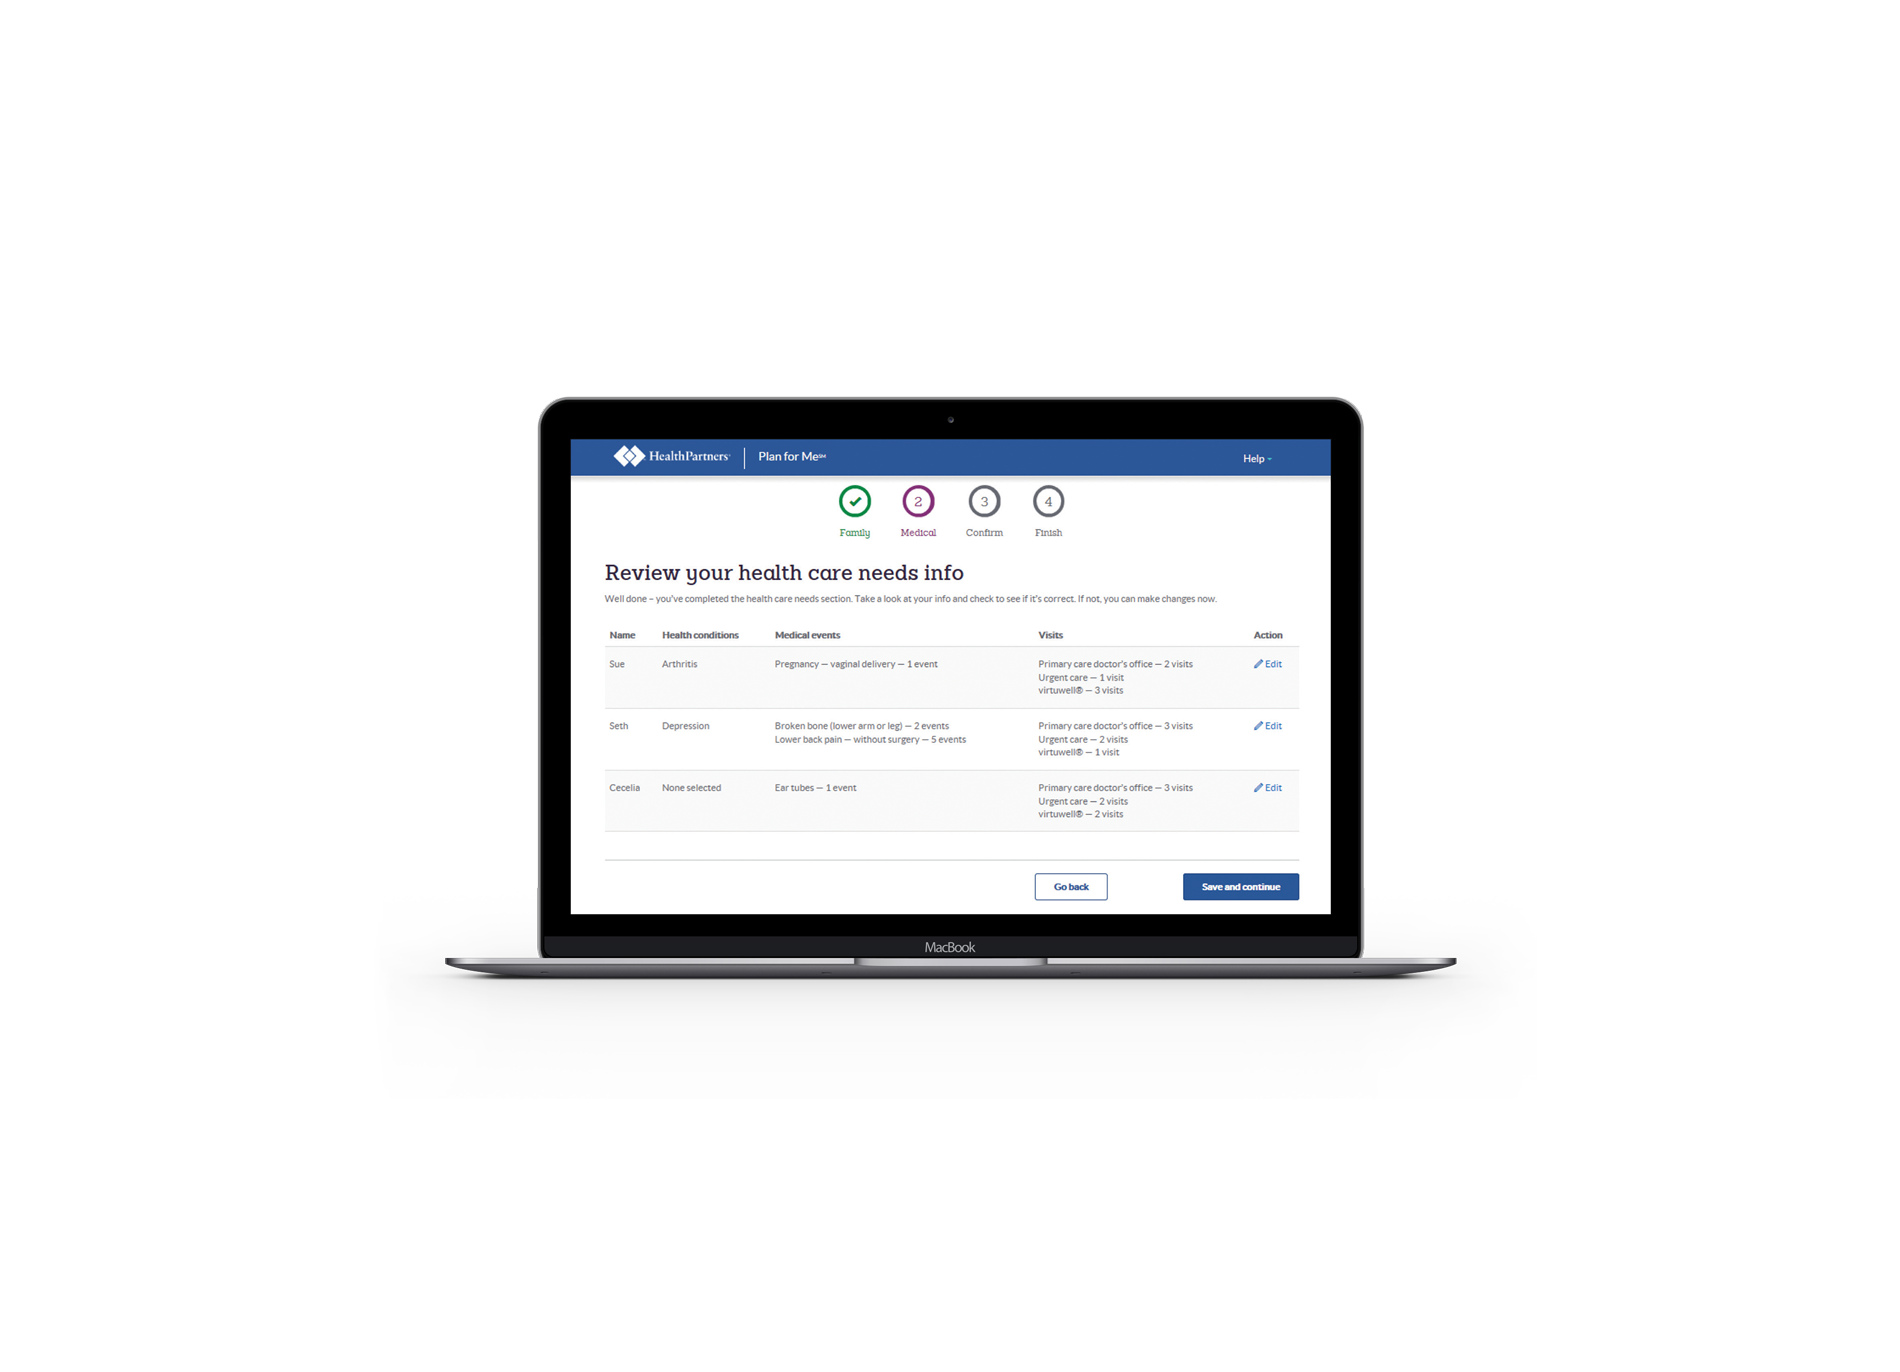 HealthPartners Plan for Me℠ Help
2 3 4
Family Medical Confirm Finish
Review your health care needs info
Well done – you've completed the health care needs section. Take a look at your info and check to see if it's correct. If not, you can make changes now.
Name Health conditions Medical events Visits Action
Sue Arthritis Pregnancy — vaginal delivery — 1 event Primary care doctor's office — 2 visits Edit
Urgent care — 1 visit
virtuwell® — 3 visits
Seth Depression Broken bone (lower arm or leg) — 2 events Primary care doctor's office — 3 visits Edit
Lower back pain — without surgery — 5 events Urgent care — 2 visits
virtuwell® — 1 visit
Cecelia None selected Ear tubes — 1 event Primary care doctor's office — 3 visits Edit
Urgent care — 2 visits
virtuwell® — 2 visits
Go back Save and continue
MacBook